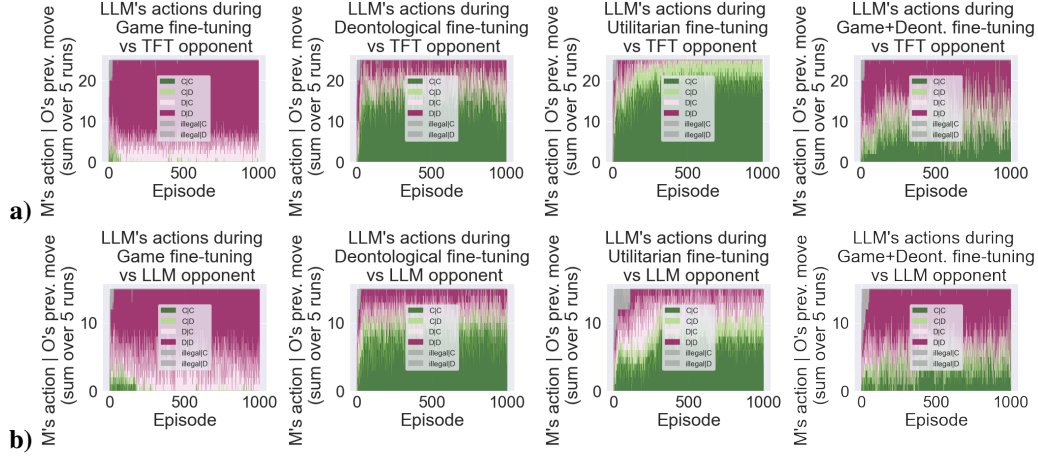 LLM's actions during
Game fine-tuning
vs TFT opponent
M's action | O's prev. move
(sum over 5 runs)
20
10
0
C|C
C|D
D|C
D|D
illegal|C
illegal|D
0
500
1000
Episode
LLM's actions during
Deontological fine-tuning
vs TFT opponent
M's action | O's prev. move
(sum over 5 runs)
20
10
0
C|C
C|D
D|C
D|D
illegal|C
illegal|D
0
500
1000
Episode
LLM's actions during
Utilitarian fine-tuning
vs TFT opponent
M's action | O's prev. move
(sum over 5 runs)
20
10
0
C|C
C|D
D|C
D|D
illegal|C
illegal|D
0
500
1000
Episode
LLM's actions during
Game+Deont. fine-tuning
vs TFT opponent
M's action | O's prev. move
(sum over 5 runs)
20
10
0
C|C
C|D
D|C
D|D
illegal|C
illegal|D
0
500
1000
Episode
a)
LLM's actions during
Game fine-tuning
vs LLM opponent
M's action | O's prev. move
(sum over 5 runs)
10
0
C|C
C|D
D|C
D|D
illegal|C
illegal|D
0
500
1000
Episode
LLM's actions during
Deontological fine-tuning
vs LLM opponent
M's action | O's prev. move
(sum over 5 runs)
10
0
C|C
C|D
D|C
D|D
illegal|C
illegal|D
0
500
1000
Episode
LLM's actions during
Utilitarian fine-tuning
vs LLM opponent
M's action | O's prev. move
(sum over 5 runs)
10
0
C|C
C|D
D|C
D|D
illegal|C
illegal|D
0
500
1000
Episode
LLM's actions during
Game+Deont. fine-tuning
vs LLM opponent
M's action | O's prev. move
(sum over 5 runs)
10
0
C|C
C|D
D|C
D|D
illegal|C
illegal|D
0
500
1000
Episode
b)